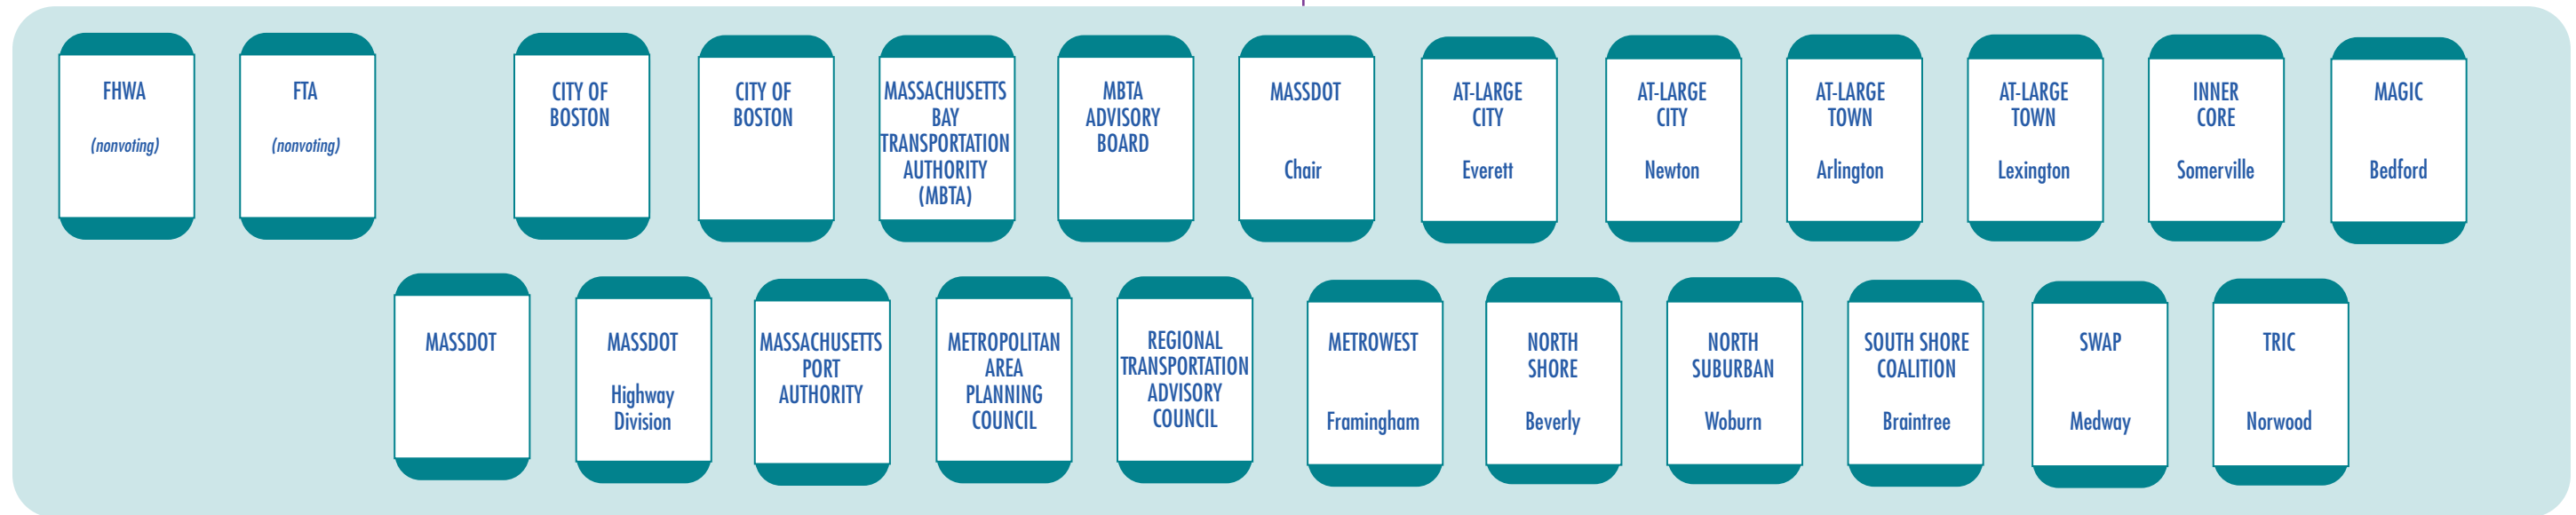 FHWA
(nonvoting)
FTA
(nonvoting)
CITY OF
BOSTON
CITY OF
BOSTON
MASSACHUSETTS
BAY
TRANSPORTATION
AUTHORITY
(MBTA)
MBTA
ADVISORY
BOARD
MASSDOT
Chair
AT-LARGE
CITY
Everett
AT-LARGE
CITY
Newton
AT-LARGE
TOWN
Arlington
AT-LARGE
TOWN
Lexington
INNER
CORE
Somerville
MAGIC
Bedford
MASSDOT
MASSDOT
Highway
Division
MASSACHUSETTS
PORT
AUTHORITY
METROPOLITAN
AREA
PLANNING
COUNCIL
REGIONAL
TRANSPORTATION
ADVISORY
COUNCIL
METROWEST
Framingham
NORTH
SHORE
Beverly
NORTH
SUBURBAN
Woburn
SOUTH SHORE
COALITION
Braintree
SWAP
Medway
TRIC
Norwood